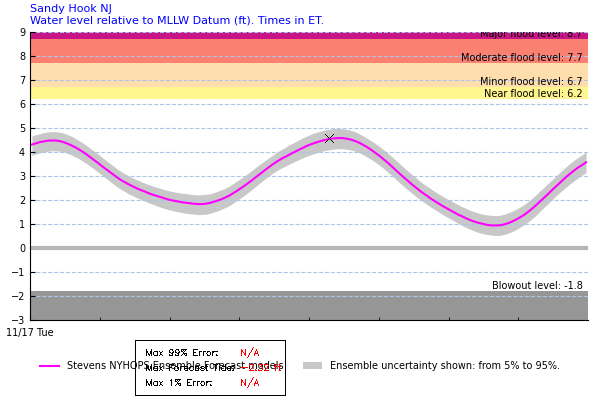 Sandy Hook NJ
Water level relative to MLLW Datum (ft). Times in ET.
9
Major flood level: 8.7
8
Moderate flood level: 7.7
7
Minor flood level: 6.7
Near flood level: 6.2
6
5
4
3
2
1
0
−1
Blowout level: -1.8
−2
−3
11/17 Tue
Max 99% Error: N/A
Stevens NYHOPS Ensemble Forecast models
Max Forecast Tide:
Ensemble uncertainty shown: from 5% to 95%.
Max 1% Error: N/A